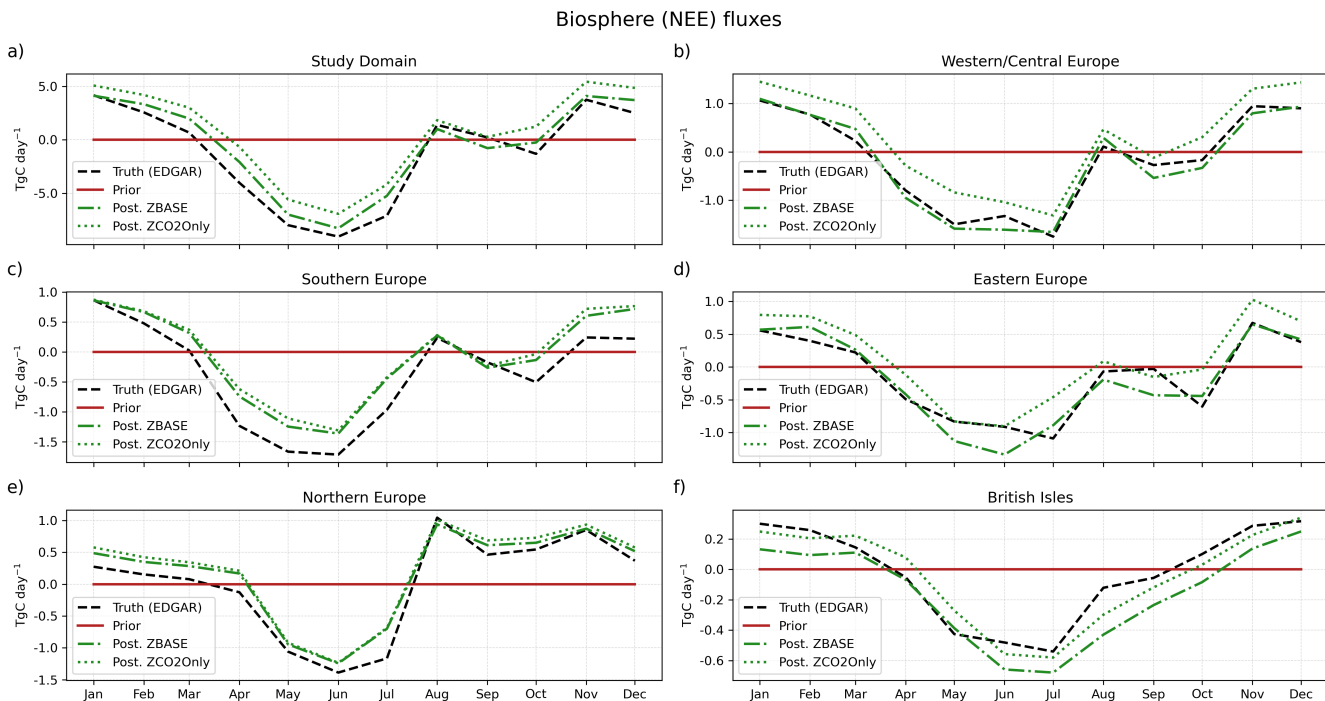 Biosphere (NEE) fluxes
a)
Study Domain
TgC day⁻¹
5.0
0.0
-5.0
Truth (EDGAR)
Prior
Post. ZBASE
Post. ZCO2Only
b)
Western/Central Europe
TgC day⁻¹
1.0
0.0
-1.0
Truth (EDGAR)
Prior
Post. ZBASE
Post. ZCO2Only
c)
Southern Europe
TgC day⁻¹
1.0
0.5
0.0
-0.5
-1.0
-1.5
Truth (EDGAR)
Prior
Post. ZBASE
Post. ZCO2Only
d)
Eastern Europe
TgC day⁻¹
1.0
0.5
0.0
-0.5
-1.0
Truth (EDGAR)
Prior
Post. ZBASE
Post. ZCO2Only
e)
Northern Europe
TgC day⁻¹
1.0
0.5
0.0
-0.5
-1.0
-1.5
Truth (EDGAR)
Prior
Post. ZBASE
Post. ZCO2Only
Jan Feb Mar Apr May Jun Jul Aug Sep Oct Nov Dec
f)
British Isles
TgC day⁻¹
0.2
0.0
-0.2
-0.4
-0.6
Truth (EDGAR)
Prior
Post. ZBASE
Post. ZCO2Only
Jan Feb Mar Apr May Jun Jul Aug Sep Oct Nov Dec